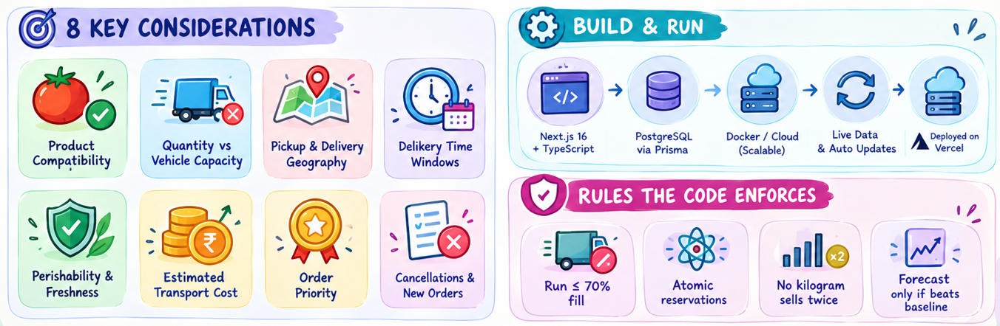 8 KEY CONSIDERATIONS
Product
Compatibility
Quantity vs
Vehicle Capacity
Pickup & Delivery
Geography
Delikery Time
Windows
Perishability &
Freshness
₹
Estimated
Transport Cost
Order
Priority
Cancellations &
New Orders
BUILD & RUN
</>
Next.js 16
+ TypeScript
PostgreSQL
via Prisma
Docker / Cloud
(Scalable)
Live Data
& Auto Updates
Deployed on
Vercel
RULES THE CODE ENFORCES
Run ≤ 70%
fill
Atomic
reservations
x2
No kilogram
sells twice
Forecast
only if beats
baseline